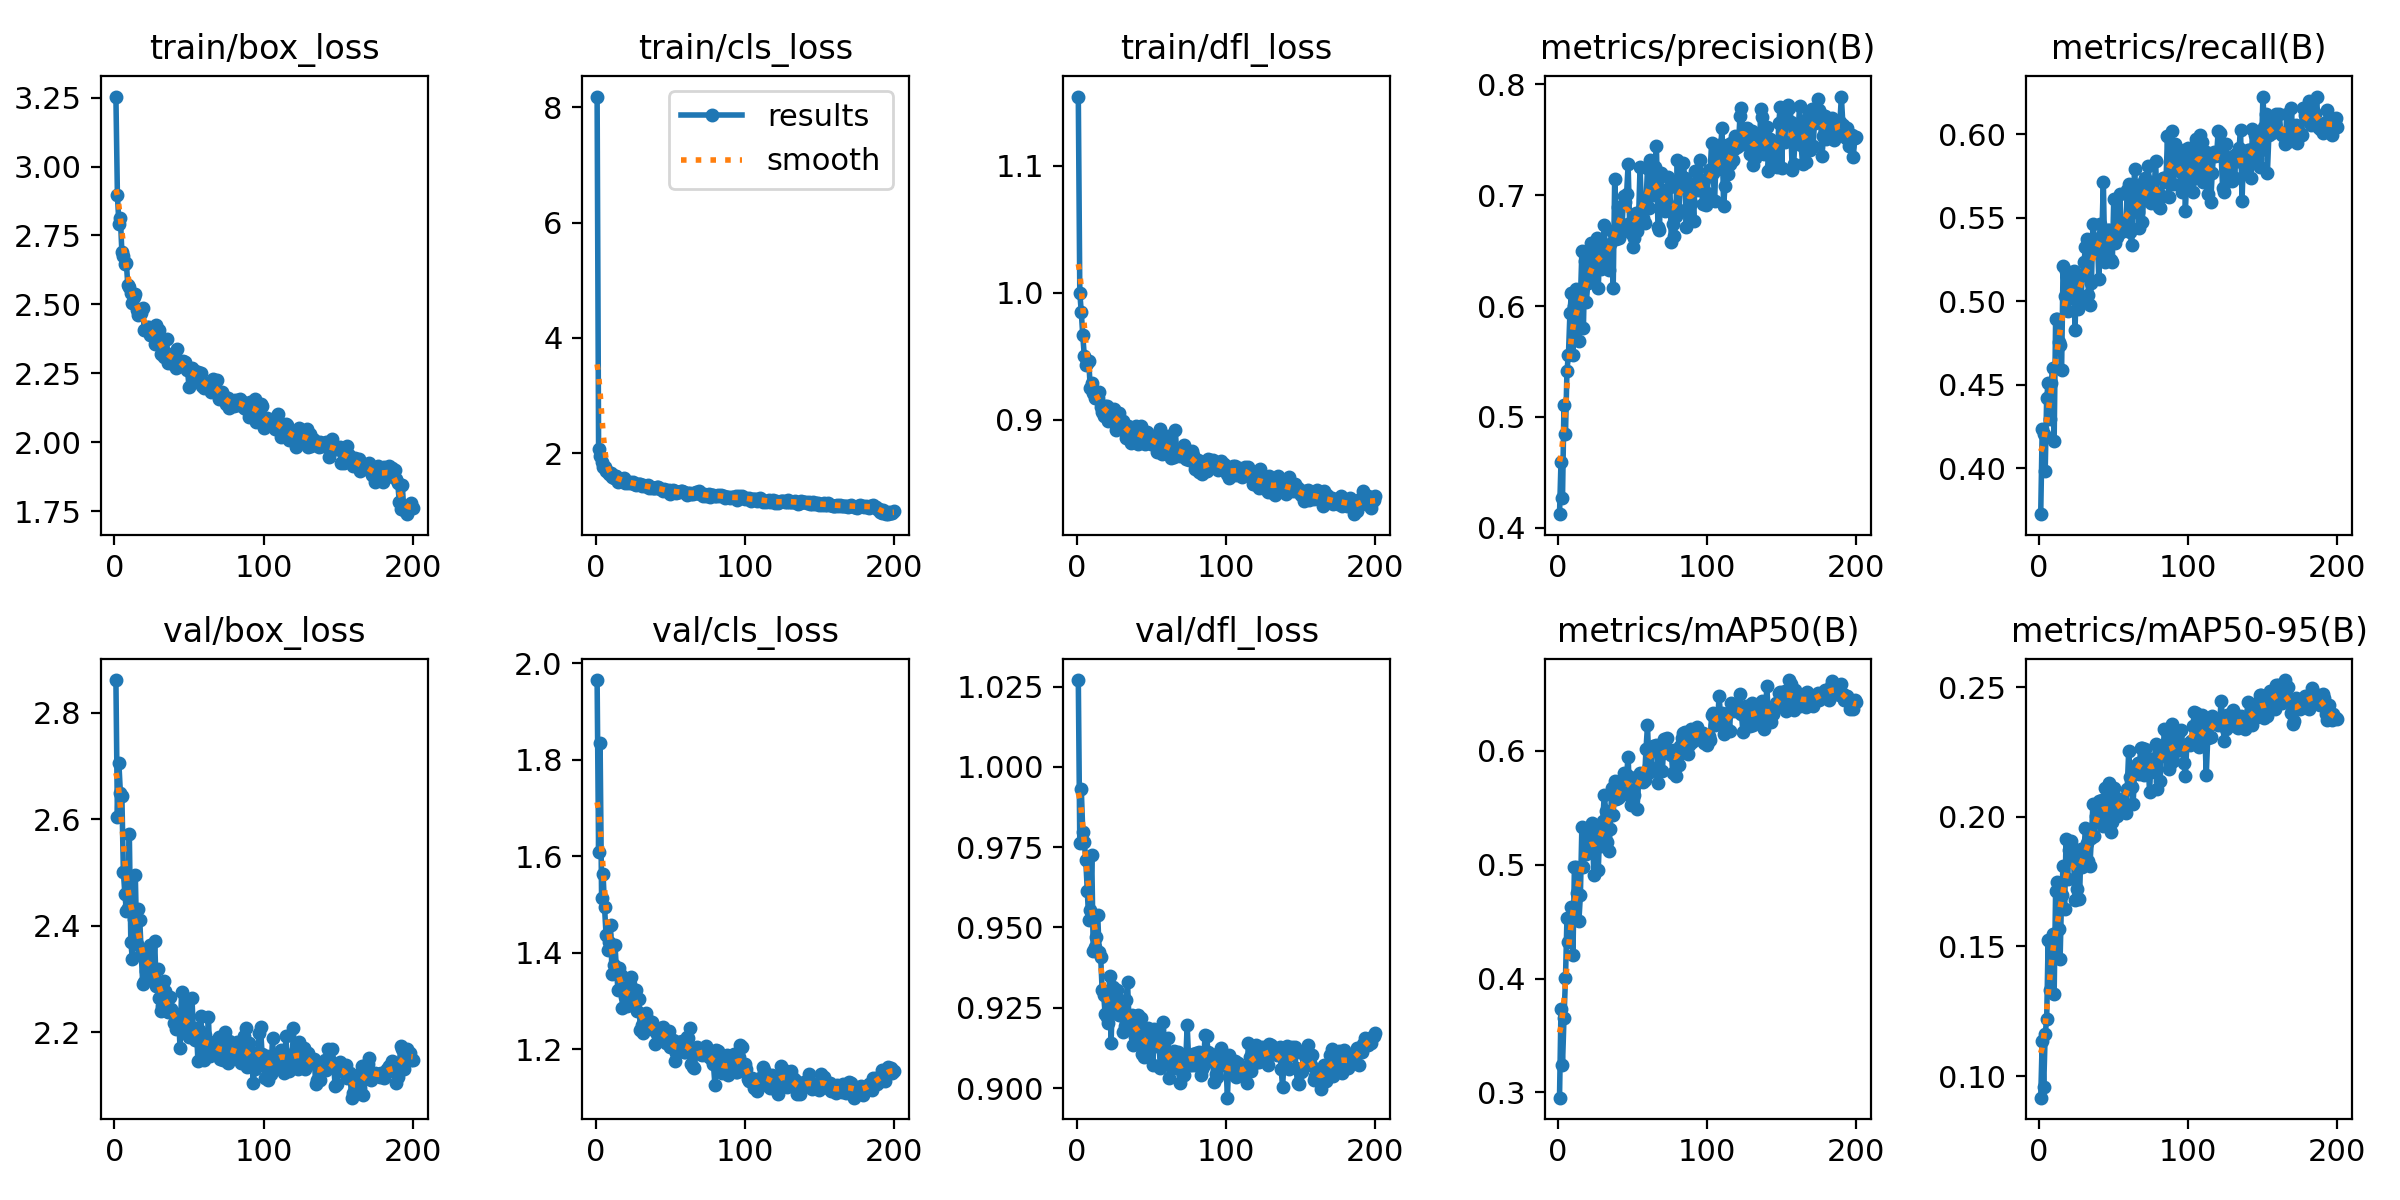 train/box_loss
3.25
3.00
2.75
2.50
2.25
2.00
1.75
0 100 200
train/cls_loss
results
smooth
8
6
4
2
0 100 200
train/dfl_loss
1.1
1.0
0.9
0 100 200
metrics/precision(B)
0.8
0.7
0.6
0.5
0.4
0 100 200
metrics/recall(B)
0.60
0.55
0.50
0.45
0.40
0 100 200
val/box_loss
2.8
2.6
2.4
2.2
0 100 200
val/cls_loss
2.0
1.8
1.6
1.4
1.2
0 100 200
val/dfl_loss
1.025
1.000
0.975
0.950
0.925
0.900
0 100 200
metrics/mAP50(B)
0.6
0.5
0.4
0.3
0 100 200
metrics/mAP50-95(B)
0.25
0.20
0.15
0.10
0 100 200